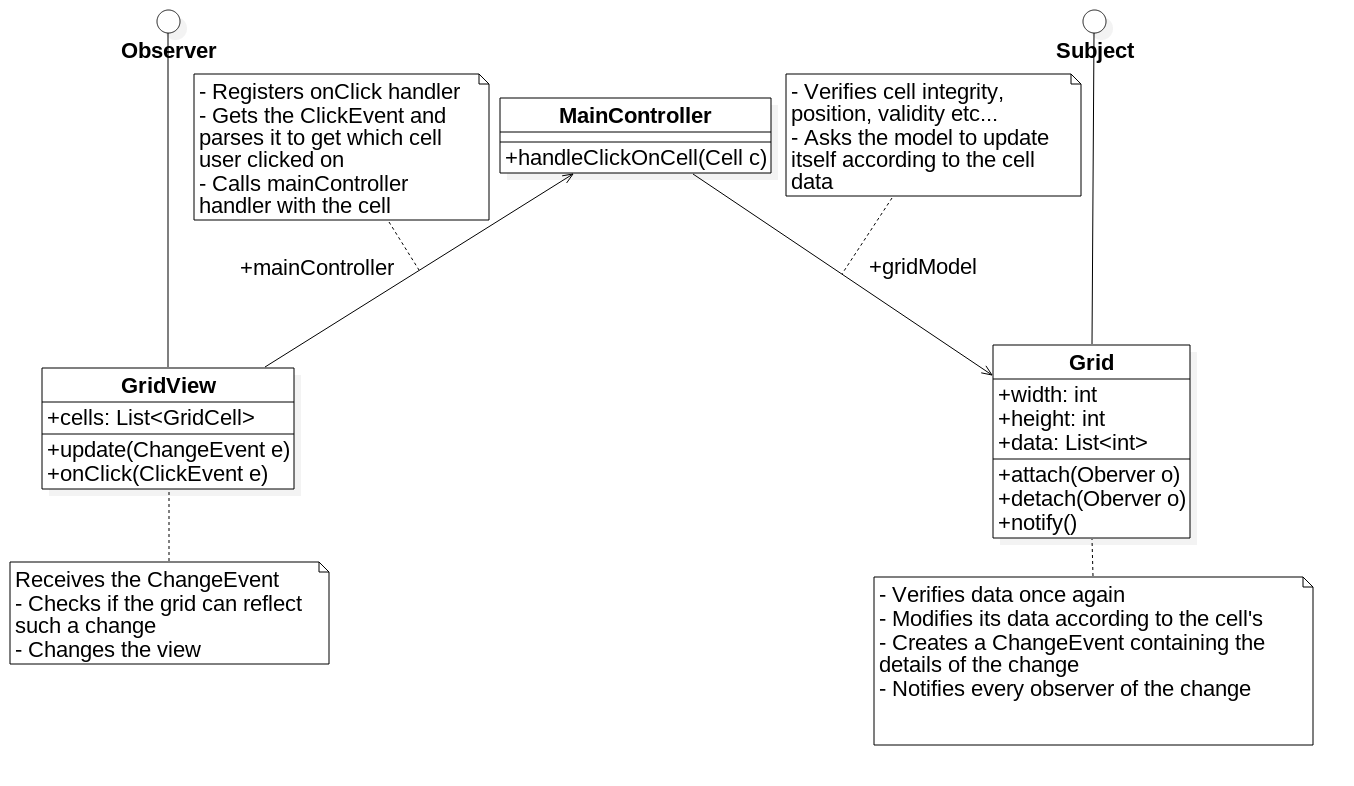 Observer
Subject
- Registers onClick handler
- Gets the ClickEvent and
parses it to get which cell
user clicked on
- Calls mainController
handler with the cell
MainController
+handleClickOnCell(Cell c)
- Verifies cell integrity,
position, validity etc...
- Asks the model to update
itself according to the cell
data
+mainController
+gridModel
GridView
+cells: List<GridCell>
+update(ChangeEvent e)
+onClick(ClickEvent e)
Grid
+width: int
+height: int
+data: List<int>
+attach(Oberver o)
+detach(Oberver o)
+notify()
Receives the ChangeEvent
- Checks if the grid can reflect
such a change
- Changes the view
- Verifies data once again
- Modifies its data according to the cell's
- Creates a ChangeEvent containing the
details of the change
- Notifies every observer of the change